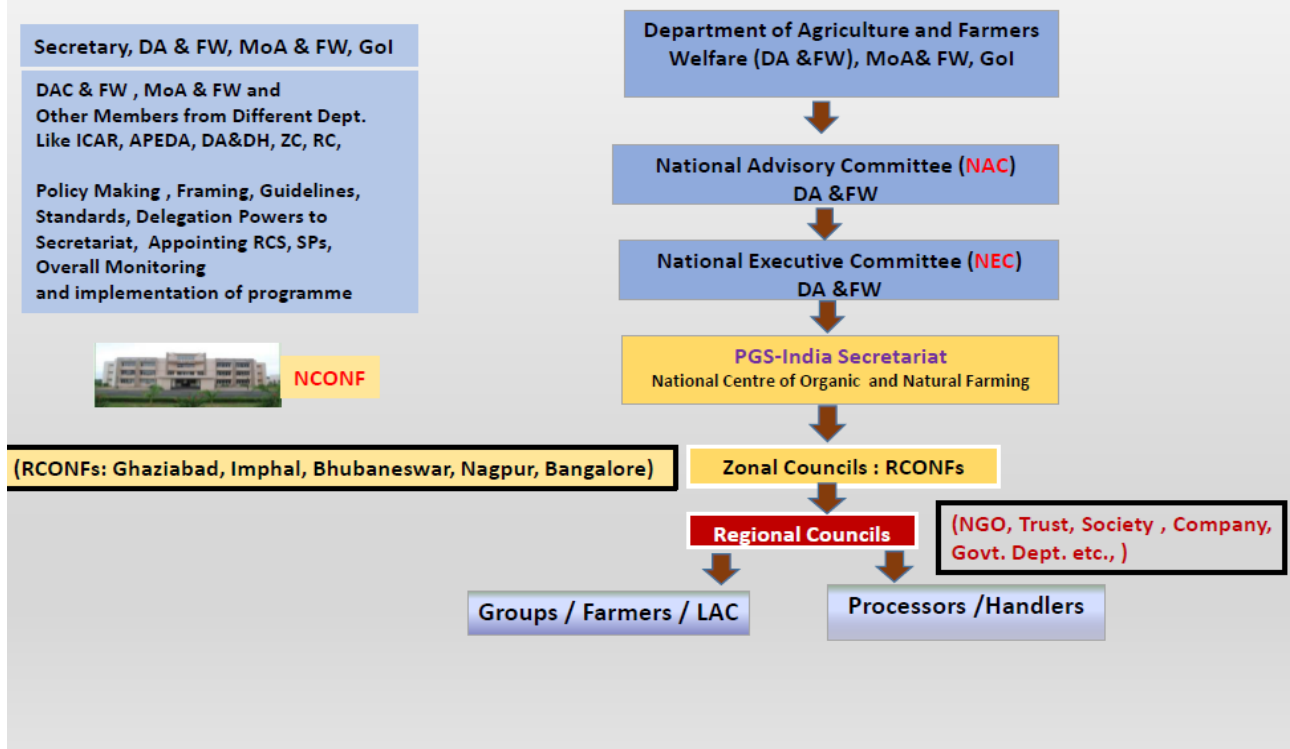 Secretary, DA & FW, MoA & FW, GoI
DAC & FW , MoA & FW and
Other Members from Different Dept.
Like ICAR, APEDA, DA&DH, ZC, RC,
Policy Making , Framing, Guidelines,
Standards, Delegation Powers to
Secretariat, Appointing RCS, SPs,
Overall Monitoring
and implementation of programme
NCONF
Department of Agriculture and Farmers
Welfare (DA &FW), MoA& FW, GoI
National Advisory Committee (NAC)
DA &FW
National Executive Committee (NEC)
DA &FW
PGS-India Secretariat
National Centre of Organic and Natural Farming
(RCONFs: Ghaziabad, Imphal, Bhubaneswar, Nagpur, Bangalore)
Zonal Councils : RCONFs
Regional Councils
(NGO, Trust, Society , Company,
Govt. Dept. etc., )
Groups / Farmers / LAC
Processors /Handlers